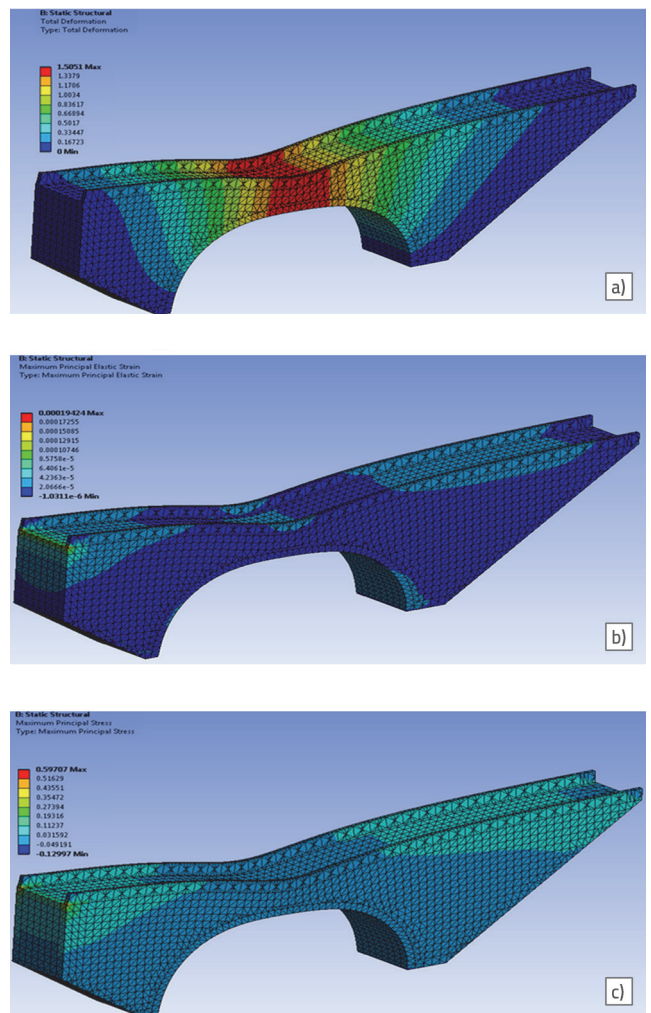 B: Static Structural
Total Deformation
Type: Total Deformation
1.5051 Max
1.3379
1.1706
1.0034
0.83617
0.66894
0.5017
0.33447
0.16723
0 Min
a)
B: Static Structural
Maximum Principal Elastic Strain
Type: Maximum Principal Elastic Strain
0.00019424 Max
0.00017255
0.00015085
0.00012915
0.00010746
8.5758e-5
6.4061e-5
4.2363e-5
2.0666e-5
-1.0311e-6 Min
b)
B: Static Structural
Maximum Principal Stress
Type: Maximum Principal Stress
0.59707 Max
0.51629
0.43551
0.35472
0.27394
0.19316
0.11237
0.031592
-0.049191
-0.12997 Min
c)